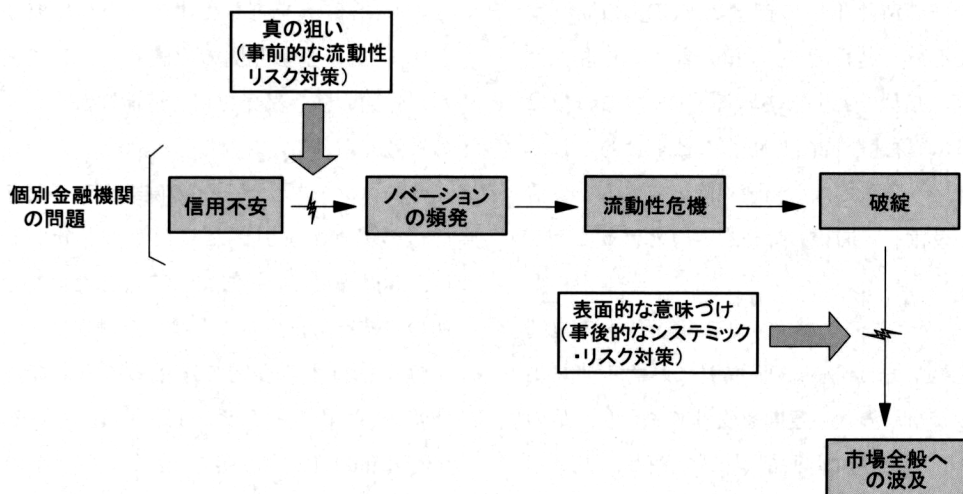 真の狙い
(事前的な流動性
リスク対策)
個別金融機関
の問題
信用不安
ノベーション
の頻発
流動性危機
破綻
表面的な意味づけ
(事後的なシステミック
・リスク対策)
市場全般へ
の波及